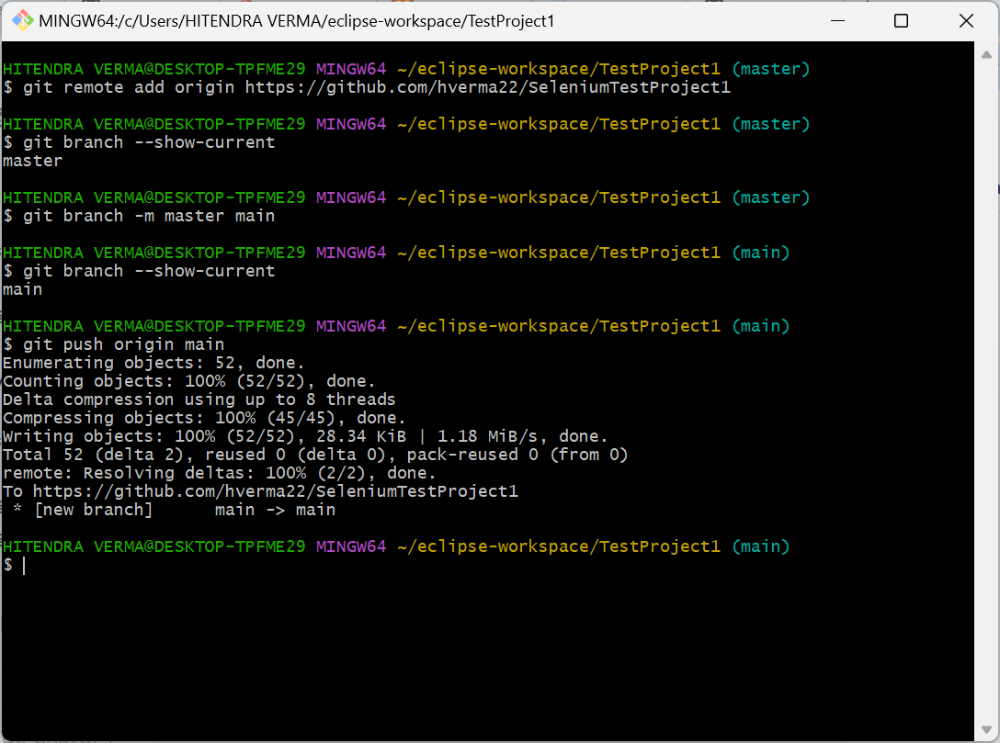 MINGW64:/c/Users/HITENDRA VERMA/eclipse-workspace/TestProject1
HITENDRA VERMA@DESKTOP-TPFME29 MINGW64 ~/eclipse-workspace/TestProject1 (master)
$ git remote add origin https://github.com/hverma22/SeleniumTestProject1
HITENDRA VERMA@DESKTOP-TPFME29 MINGW64 ~/eclipse-workspace/TestProject1 (master)
$ git branch --show-current
master
HITENDRA VERMA@DESKTOP-TPFME29 MINGW64 ~/eclipse-workspace/TestProject1 (master)
$ git branch -m master main
HITENDRA VERMA@DESKTOP-TPFME29 MINGW64 ~/eclipse-workspace/TestProject1 (main)
$ git branch --show-current
main
HITENDRA VERMA@DESKTOP-TPFME29 MINGW64 ~/eclipse-workspace/TestProject1 (main)
$ git push origin main
Enumerating objects: 52, done.
Counting objects: 100% (52/52), done.
Delta compression using up to 8 threads
Compressing objects: 100% (45/45), done.
Writing objects: 100% (52/52), 28.34 KiB | 1.18 MiB/s, done.
Total 52 (delta 2), reused 0 (delta 0), pack-reused 0 (from 0)
remote: Resolving deltas: 100% (2/2), done.
To https://github.com/hverma22/SeleniumTestProject1
 * [new branch]      main -> main
HITENDRA VERMA@DESKTOP-TPFME29 MINGW64 ~/eclipse-workspace/TestProject1 (main)
$